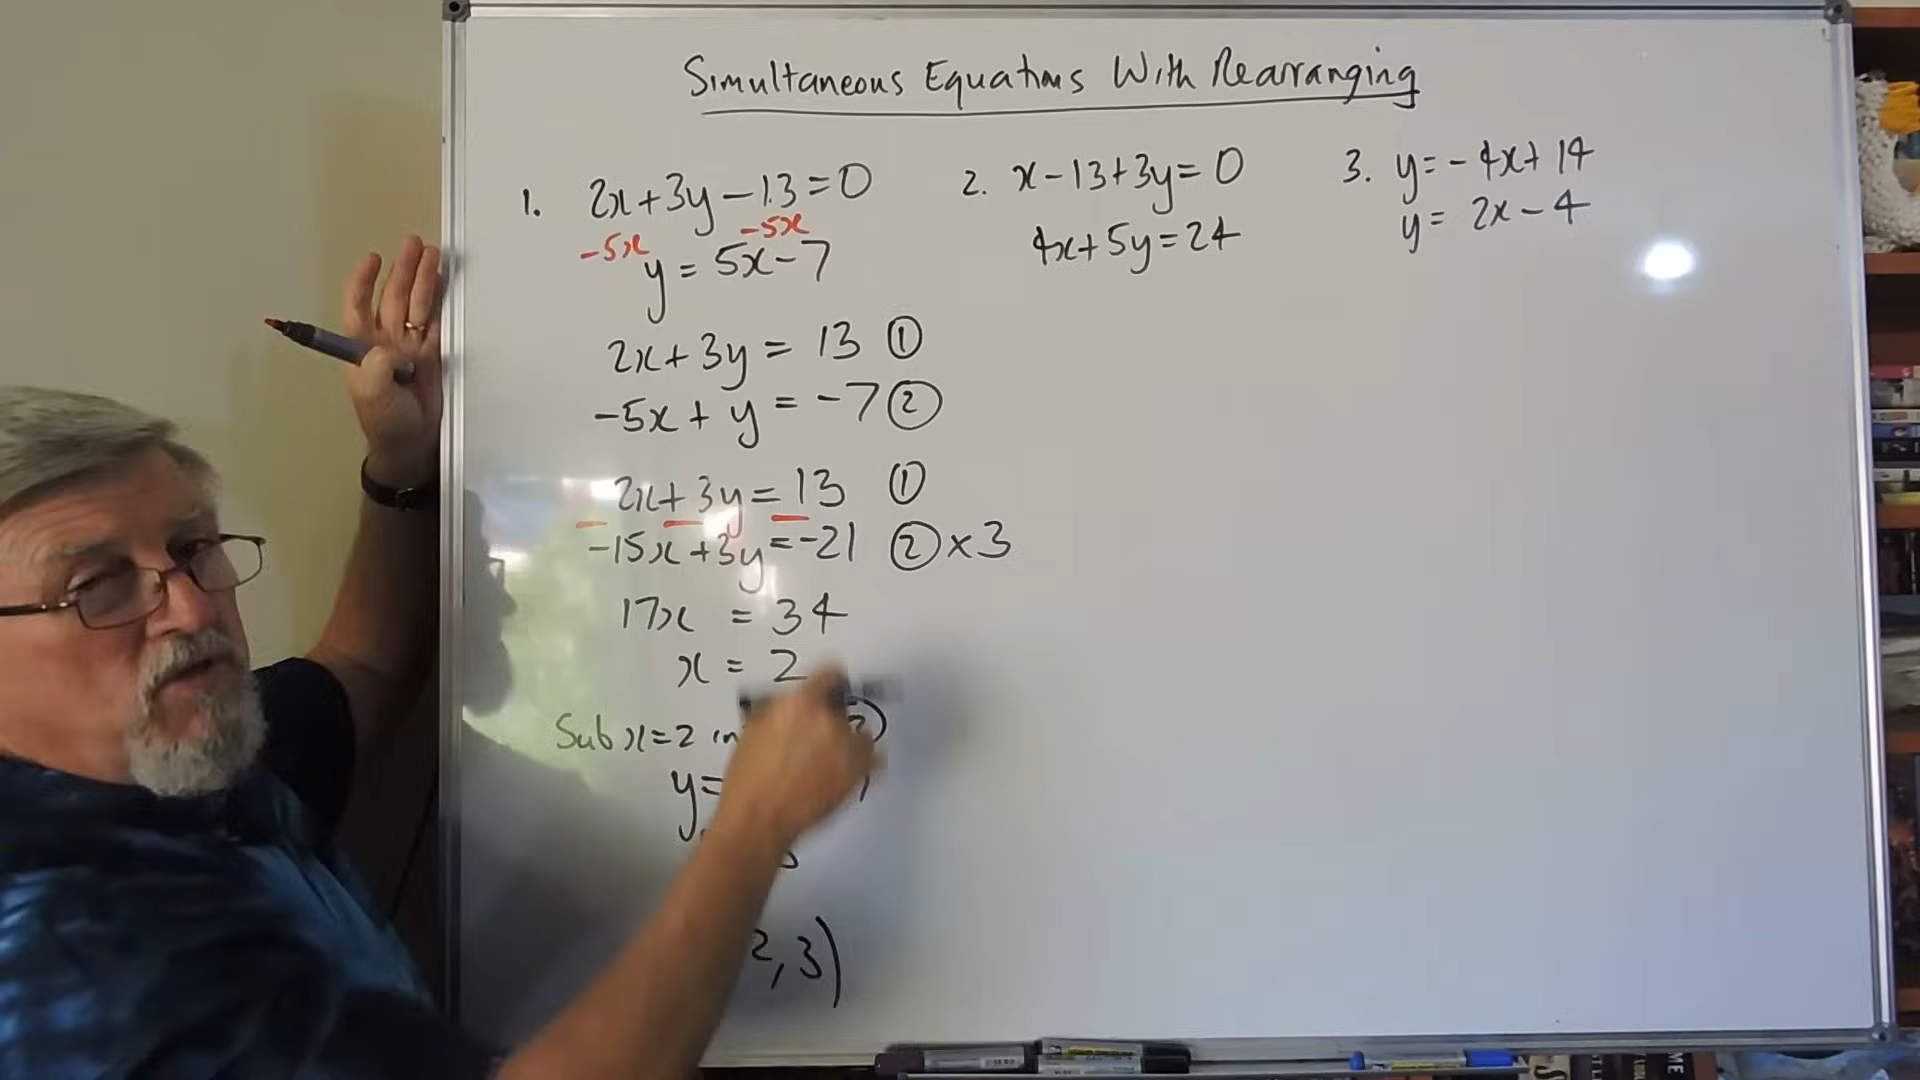 Simultaneous Equations With Rearranging
1. 2x+3y-13=0
-5x -5x
y = 5x-7
2x+3y = 13 ①
-5x + y = -7 ②
2x+3y=13 ①
-15x+3y=-21 ②×3
17x = 34
x = 2
Sub x=2 in
y=
2, 3)
2. x-13+3y=0
4x+5y=24
3. y=-4x+14
y= 2x-4